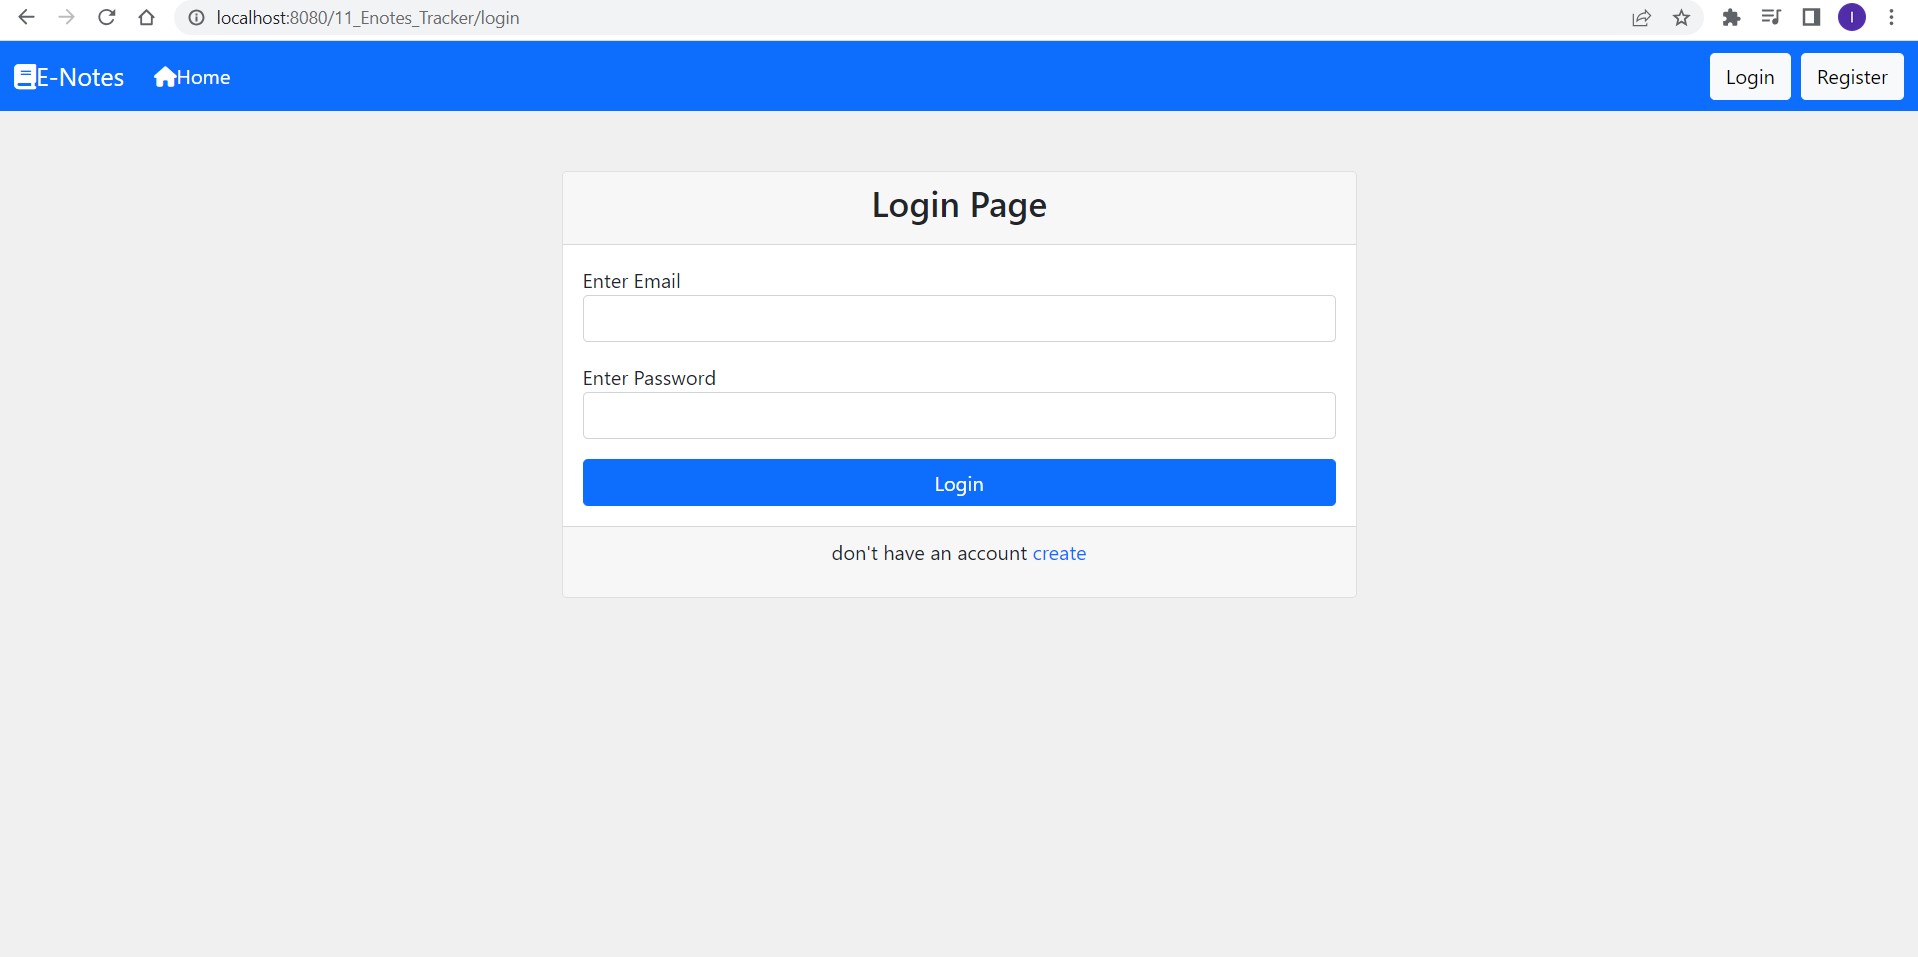 localhost:8080/11_Enotes_Tracker/login
I
E-Notes Home Login Register
Login Page
Enter Email
Enter Password
Login
don't have an account create